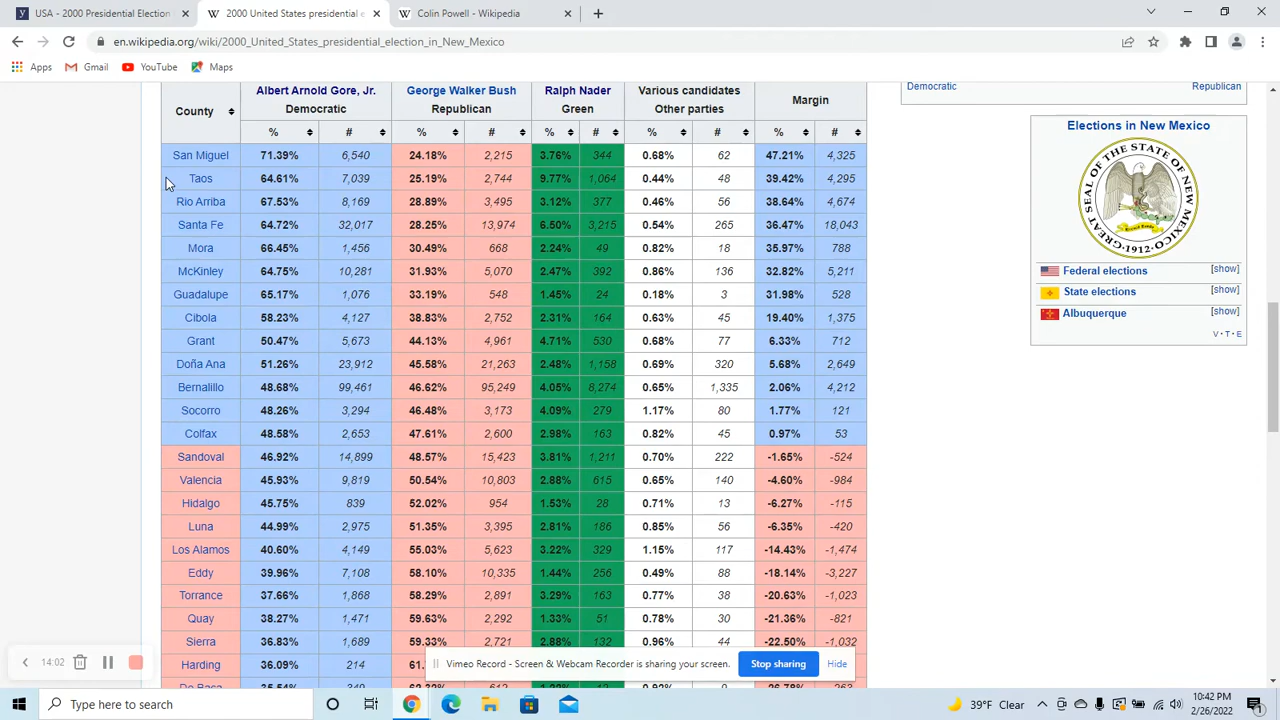 USA - 2000 Presidential Election
2000 United States presidential e
Colin Powell - Wikipedia
en.wikipedia.org/wiki/2000_United_States_presidential_election_in_New_Mexico
Apps Gmail YouTube Maps
County Albert Arnold Gore, Jr. Democratic George Walker Bush Republican Ralph Nader Green Various candidates Other parties Margin
% # % # % # % # % #
San Miguel 71.39% 6,540 24.18% 2,215 3.76% 344 0.68% 62 47.21% 4,325
Taos 64.61% 7,039 25.19% 2,744 9.77% 1,064 0.44% 48 39.42% 4,295
Rio Arriba 67.53% 8,169 28.89% 3,495 3.12% 377 0.46% 56 38.64% 4,674
Santa Fe 64.72% 32,017 28.25% 13,974 6.50% 3,215 0.54% 265 36.47% 18,043
Mora 66.45% 1,456 30.49% 668 2.24% 49 0.82% 18 35.97% 788
McKinley 64.75% 10,281 31.93% 5,070 2.47% 392 0.86% 136 32.82% 5,211
Guadalupe 65.17% 1,076 33.19% 548 1.45% 24 0.18% 3 31.98% 528
Cibola 58.23% 4,127 38.83% 2,752 2.31% 164 0.63% 45 19.40% 1,375
Grant 50.47% 5,673 44.13% 4,961 4.71% 530 0.68% 77 6.33% 712
Doña Ana 51.26% 23,912 45.58% 21,263 2.48% 1,158 0.69% 320 5.68% 2,649
Bernalillo 48.68% 99,461 46.62% 95,249 4.05% 8,274 0.65% 1,335 2.06% 4,212
Socorro 48.26% 3,294 46.48% 3,173 4.09% 279 1.17% 80 1.77% 121
Colfax 48.58% 2,653 47.61% 2,600 2.98% 163 0.82% 45 0.97% 53
Sandoval 46.92% 14,899 48.57% 15,423 3.81% 1,211 0.70% 222 -1.65% -524
Valencia 45.93% 9,819 50.54% 10,803 2.88% 615 0.65% 140 -4.60% -984
Hidalgo 45.75% 839 52.02% 954 1.53% 28 0.71% 13 -6.27% -115
Luna 44.99% 2,975 51.35% 3,395 2.81% 186 0.85% 56 -6.35% -420
Los Alamos 40.60% 4,149 55.03% 5,623 3.22% 329 1.15% 117 -14.43% -1,474
Eddy 39.96% 7,108 58.10% 10,335 1.44% 256 0.49% 88 -18.14% -3,227
Torrance 37.66% 1,868 58.29% 2,891 3.29% 163 0.77% 38 -20.63% -1,023
Quay 38.27% 1,471 59.63% 2,292 1.33% 51 0.78% 30 -21.36% -821
Sierra 36.83% 1,689 59.33% 2,721 2.88% 132 0.96% 44 -22.50% -1,032
Harding 36.09% 214
Democratic Republican
Elections in New Mexico
GREAT SEAL OF THE STATE OF NEW MEXICO
1912
Federal elections [show]
State elections [show]
Albuquerque [show]
V · T · E
14:02
Vimeo Record - Screen & Webcam Recorder is sharing your screen. Stop sharing Hide
Type here to search
39°F Clear
10:42 PM
2/26/2022